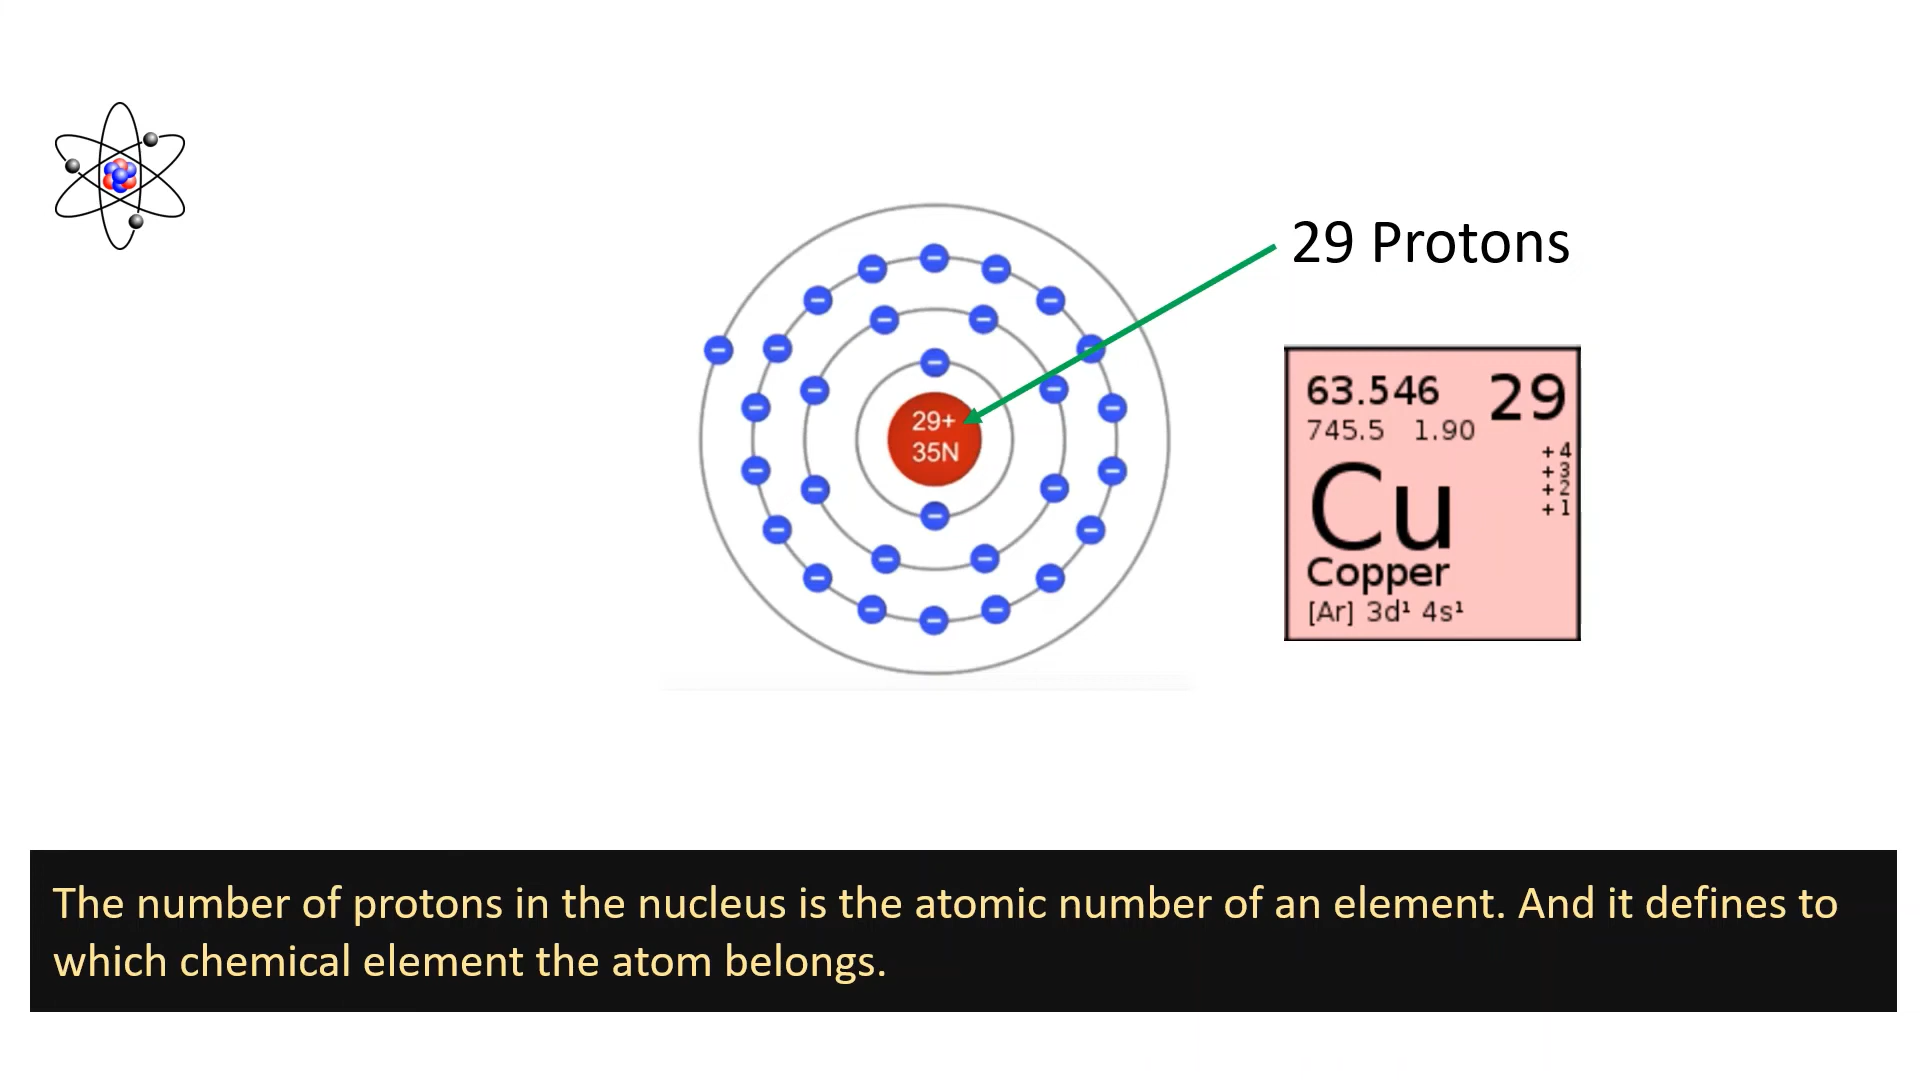 29 Protons
29+
35N
63.546 29
745.5 1.90
+4
+3
+2
+1
Cu
Copper
[Ar] 3d¹ 4s¹
The number of protons in the nucleus is the atomic number of an element. And it defines to
which chemical element the atom belongs.